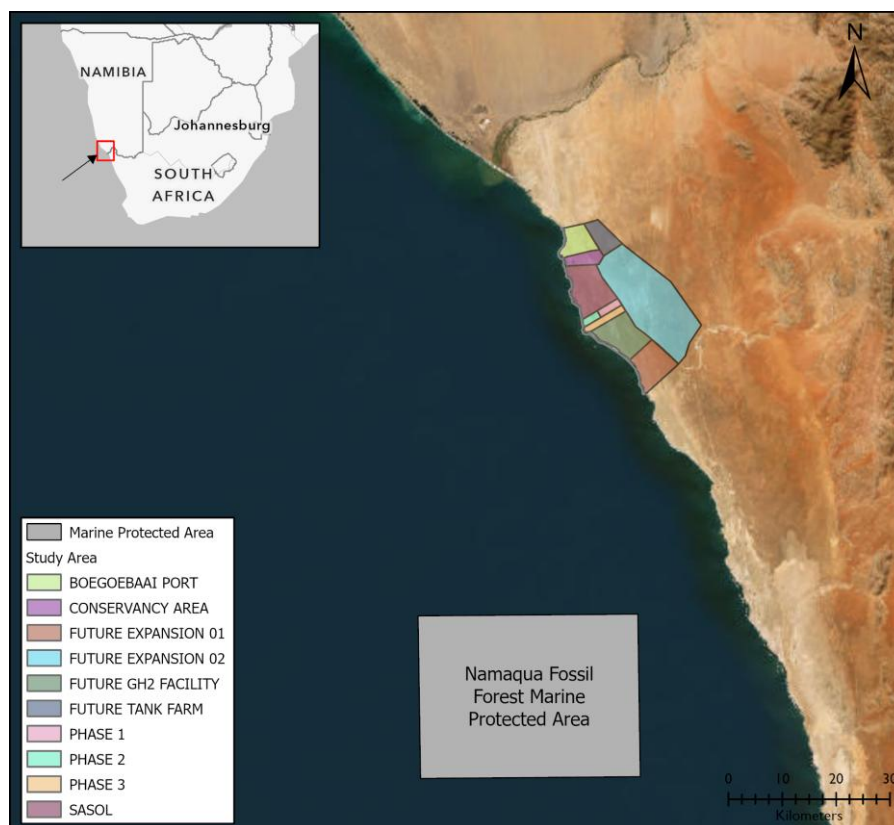 NAMIBIA
Johannesburg
SOUTH
AFRICA
N
Marine Protected Area
Study Area
BOEGOEBAAI PORT
CONSERVANCY AREA
FUTURE EXPANSION 01
FUTURE EXPANSION 02
FUTURE GH2 FACILITY
FUTURE TANK FARM
PHASE 1
PHASE 2
PHASE 3
SASOL
Namaqua Fossil
Forest Marine
Protected Area
0 10 20 30
Kilometers